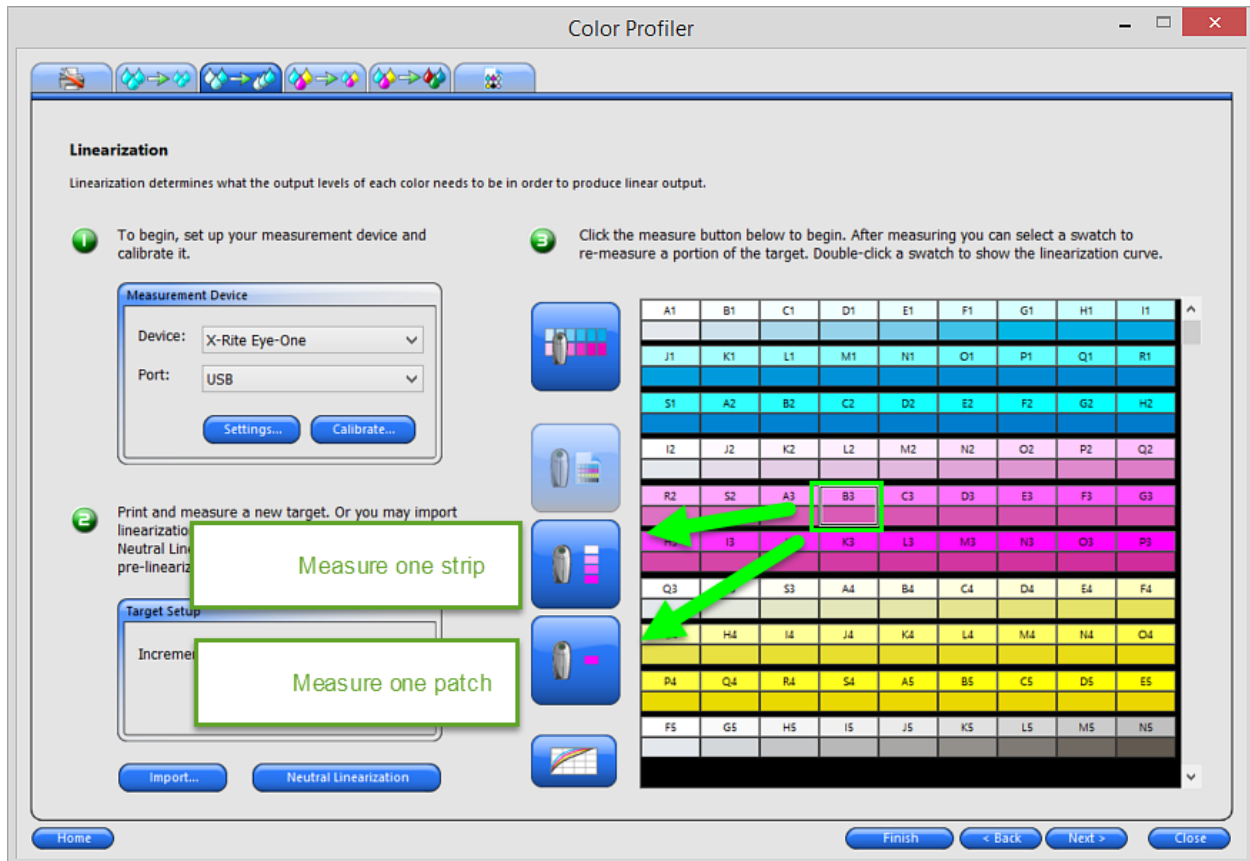 Color Profiler
Linearization
Linearization determines what the output levels of each color needs to be in order to produce linear output.
1
To begin, set up your measurement device and
calibrate it.
Measurement Device
Device:
X-Rite Eye-One
Port:
USB
Settings...
Calibrate...
2
Print and measure a new target. Or you may import
linearizatio
Neutral Lin
pre-lineariz
Measure one strip
Target Setup
Increme
Measure one patch
Import...
Neutral Linearization
3
Click the measure button below to begin. After measuring you can select a swatch to
re-measure a portion of the target. Double-click a swatch to show the linearization curve.
A1 B1 C1 D1 E1 F1 G1 H1 I1
J1 K1 L1 M1 N1 O1 P1 Q1 R1
S1 A2 B2 C2 D2 E2 F2 G2 H2
I2 J2 K2 L2 M2 N2 O2 P2 Q2
R2 S2 A3 B3 C3 D3 E3 F3 G3
I3 K3 L3 M3 N3 O3 P3
Q3 S3 A4 B4 C4 D4 E4 F4
H4 I4 J4 K4 L4 M4 N4 O4
P4 Q4 R4 S4 A5 B5 C5 D5 E5
F5 G5 H5 I5 J5 K5 L5 M5 N5
Home
Finish
< Back
Next >
Close